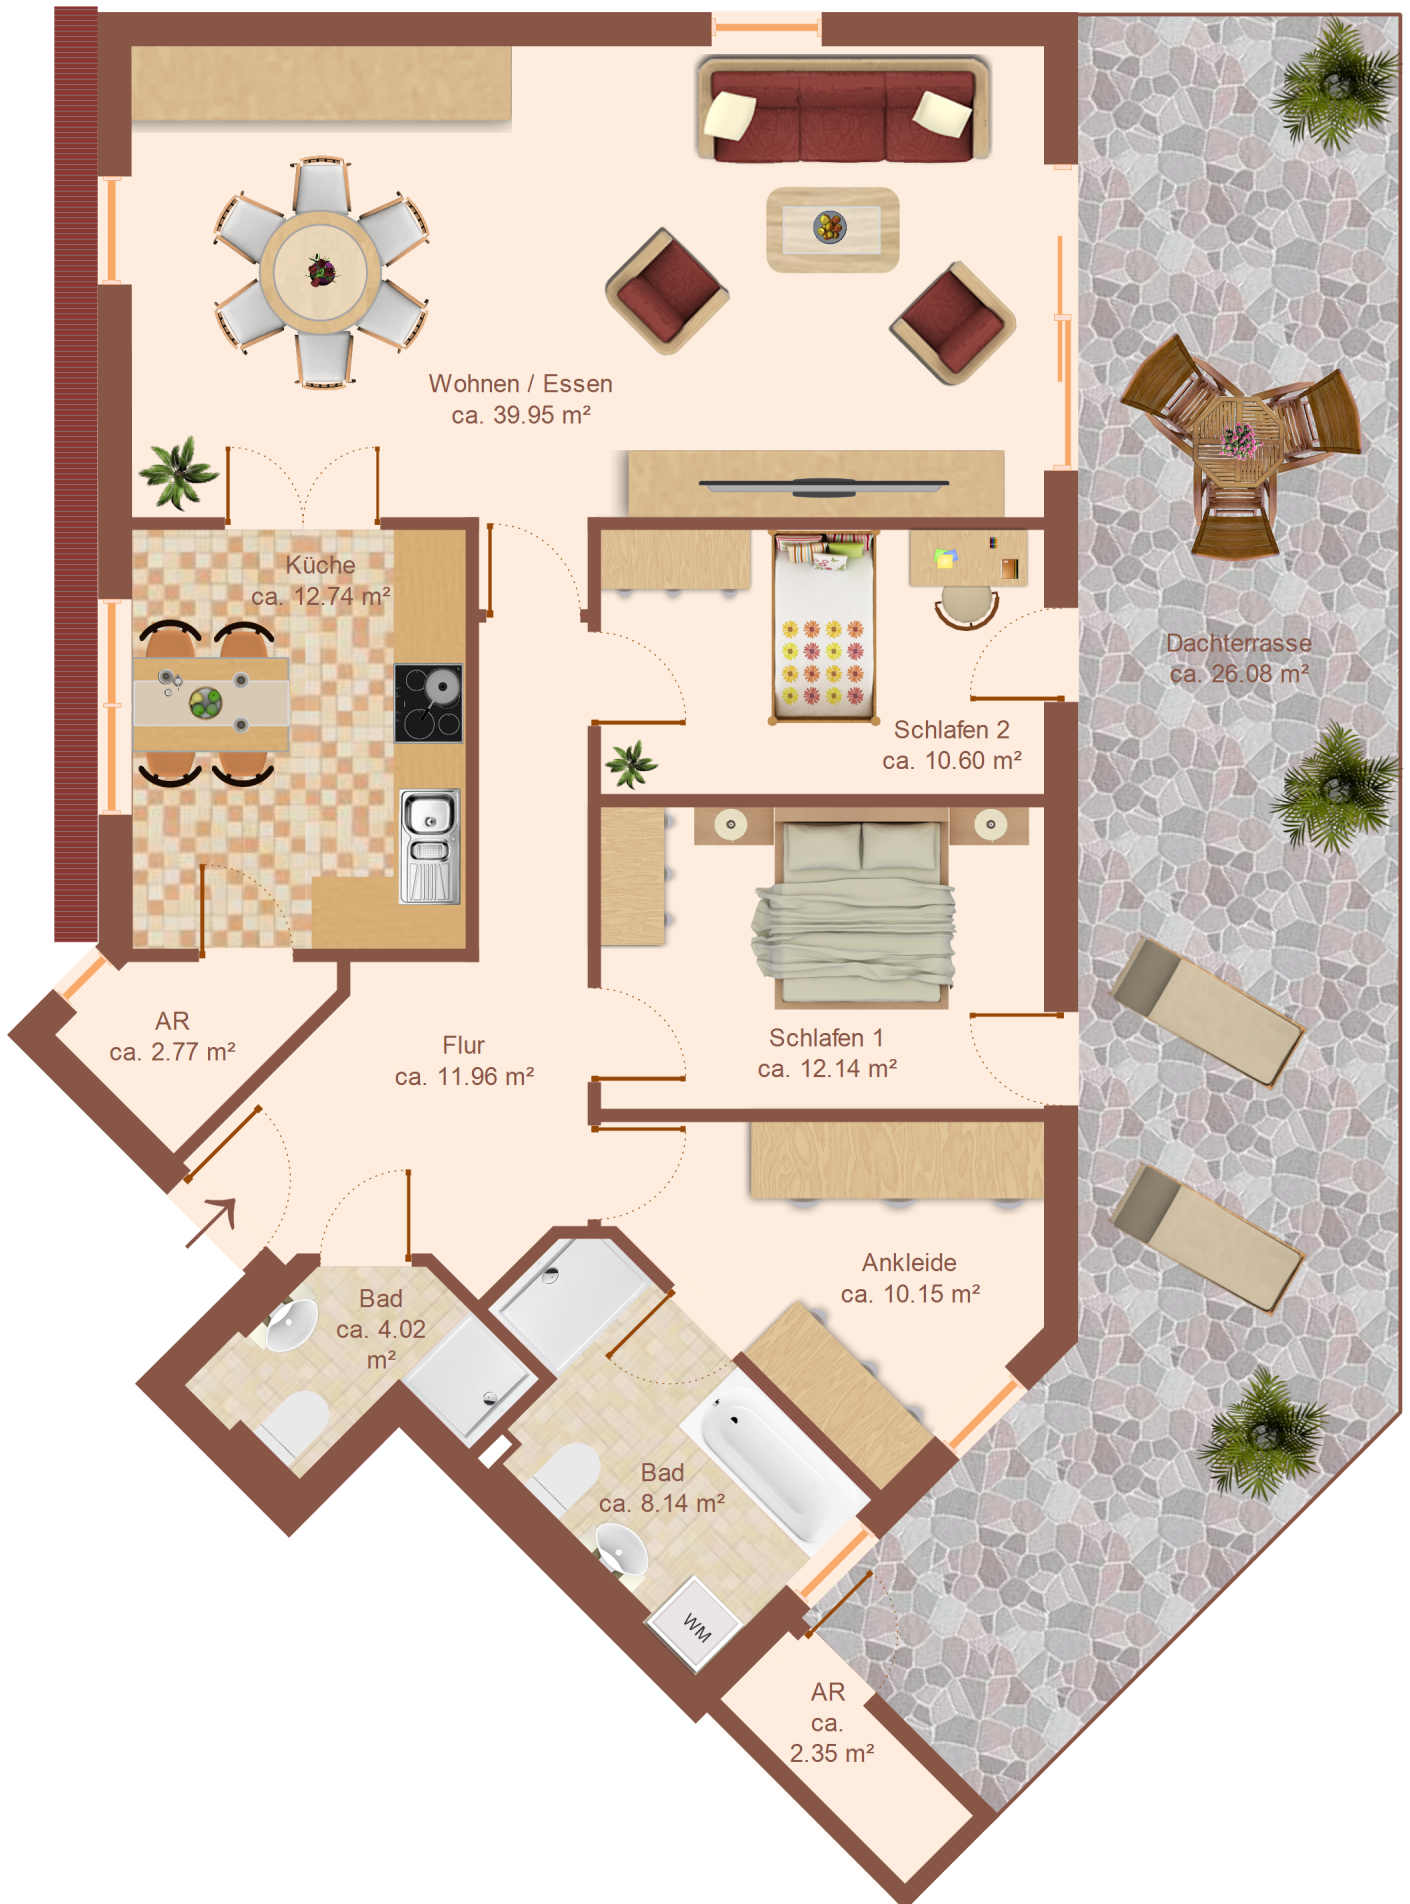 Wohnen / Essen
ca. 39.95 m²
Küche
ca. 12.74 m²
Dachterrasse
ca. 26.08 m²
Schlafen 2
ca. 10.60 m²
AR
ca. 2.77 m²
Flur
ca. 11.96 m²
Schlafen 1
ca. 12.14 m²
Ankleide
ca. 10.15 m²
Bad
ca. 4.02
m²
Bad
ca. 8.14 m²
WM
AR
ca.
2.35 m²